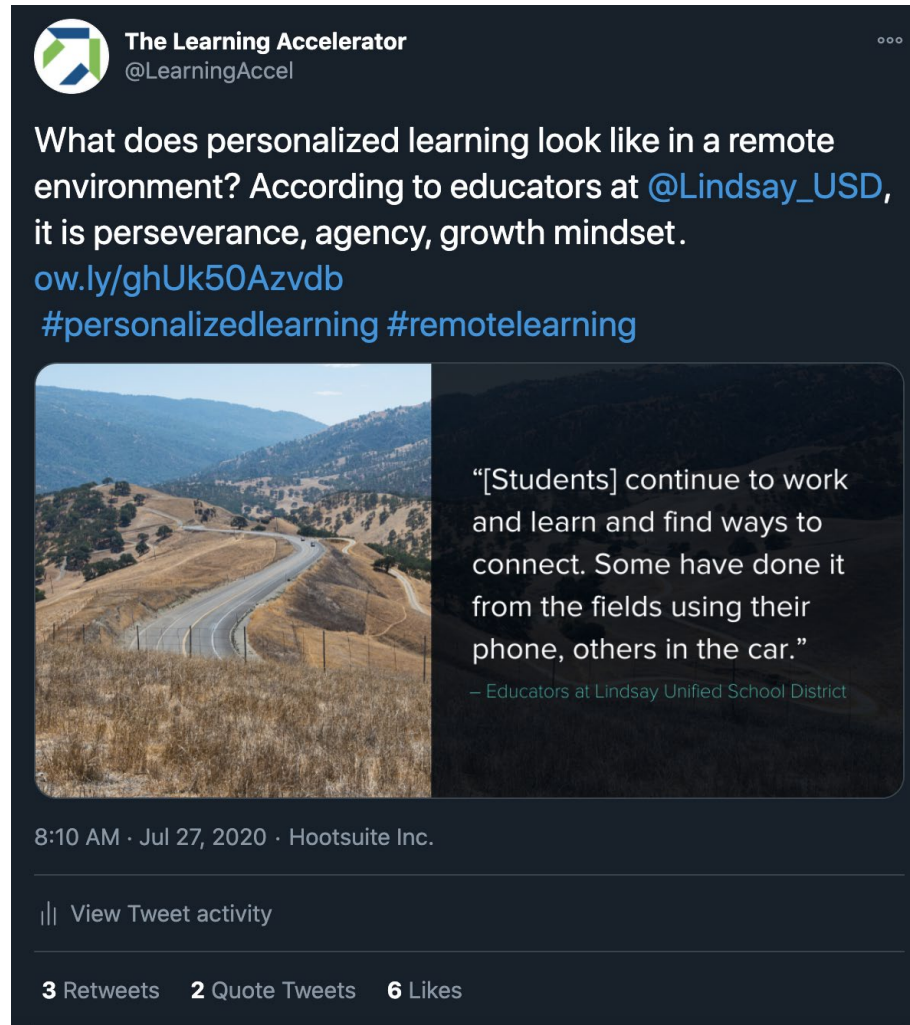 The Learning Accelerator
@LearningAccel
What does personalized learning look like in a remote
environment? According to educators at @Lindsay_USD,
it is perseverance, agency, growth mindset.
ow.ly/ghUk50Azvdb
#personalizedlearning #remotelearning
“[Students] continue to work
and learn and find ways to
connect. Some have done it
from the fields using their
phone, others in the car.”
– Educators at Lindsay Unified School District
8:10 AM · Jul 27, 2020 · Hootsuite Inc.
View Tweet activity
3 Retweets 2 Quote Tweets 6 Likes